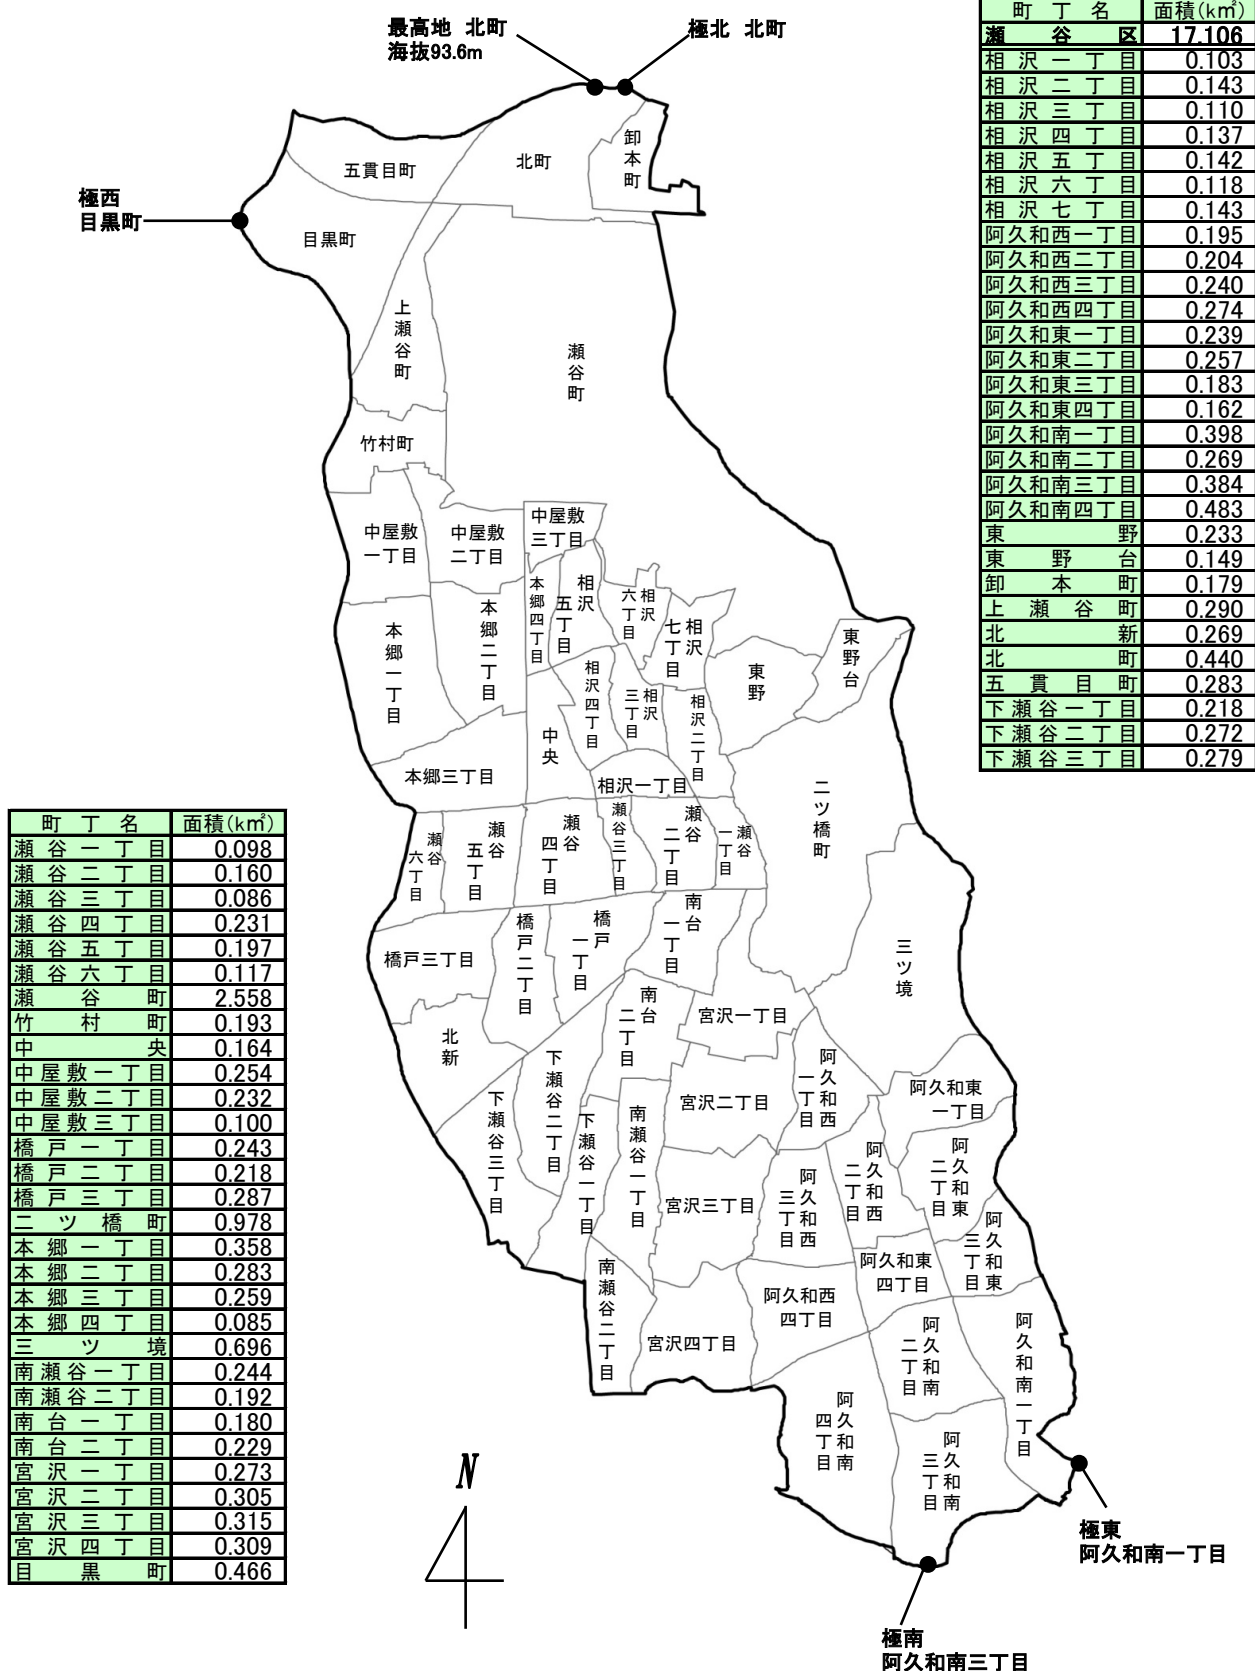 最高地 北町
海抜93.6m
極北 北町
極西
目黒町
町丁名 面積(k㎡)
瀬谷区 17.106
相沢一丁目 0.103
相沢二丁目 0.143
相沢三丁目 0.110
相沢四丁目 0.137
相沢五丁目 0.142
相沢六丁目 0.118
相沢七丁目 0.143
阿久和西一丁目 0.195
阿久和西二丁目 0.204
阿久和西三丁目 0.240
阿久和西四丁目 0.274
阿久和東一丁目 0.239
阿久和東二丁目 0.257
阿久和東三丁目 0.183
阿久和東四丁目 0.162
阿久和南一丁目 0.398
阿久和南二丁目 0.269
阿久和南三丁目 0.384
阿久和南四丁目 0.483
東野 0.233
東野台 0.149
卸本町 0.179
上瀬谷町 0.290
北新 0.269
北町 0.440
五貫目町 0.283
下瀬谷一丁目 0.218
下瀬谷二丁目 0.272
下瀬谷三丁目 0.279
五貫目町
北町
卸本町
目黒町
上瀬谷町
瀬谷町
竹村町
中屋敷
一丁目
中屋敷
二丁目
中屋敷
三丁目
本郷四丁目
相沢
五丁目
相沢
六丁目
相沢
七丁目
東野
東野台
本郷一丁目
本郷二丁目
相沢四丁目
相沢
三丁目
相沢二丁目
中央
本郷三丁目
相沢一丁目
二ツ橋町
瀬谷
六丁目
瀬谷
五丁目
瀬谷
四丁目
瀬谷三丁目
瀬谷
二丁目
瀬谷
一丁目
橋戸三丁目
橋戸二丁目
橋戸
一丁目
南台
一丁目
三ツ境
北新
南台
二丁目
宮沢一丁目
下瀬谷三丁目
下瀬谷二丁目
下瀬谷一丁目
南瀬谷一丁目
宮沢二丁目
阿久和西
一丁目
阿久和東
一丁目
阿久和西
二丁目
阿久和東
二丁目
宮沢三丁目
阿久和西
三丁目
阿久和東
三丁目
阿久和東
四丁目
南瀬谷二丁目
宮沢四丁目
阿久和西
四丁目
阿久和南
二丁目
阿久和南一丁目
阿久和南
四丁目
阿久和南
三丁目
町丁名 面積(k㎡)
瀬谷一丁目 0.098
瀬谷二丁目 0.160
瀬谷三丁目 0.086
瀬谷四丁目 0.231
瀬谷五丁目 0.197
瀬谷六丁目 0.117
瀬谷町 2.558
竹村町 0.193
中央 0.164
中屋敷一丁目 0.254
中屋敷二丁目 0.232
中屋敷三丁目 0.100
橋戸一丁目 0.243
橋戸二丁目 0.218
橋戸三丁目 0.287
二ツ橋町 0.978
本郷一丁目 0.358
本郷二丁目 0.283
本郷三丁目 0.259
本郷四丁目 0.085
三ツ境 0.696
南瀬谷一丁目 0.244
南瀬谷二丁目 0.192
南台一丁目 0.180
南台二丁目 0.229
宮沢一丁目 0.273
宮沢二丁目 0.305
宮沢三丁目 0.315
宮沢四丁目 0.309
目黒町 0.466
N
極東
阿久和南一丁目
極南
阿久和南三丁目